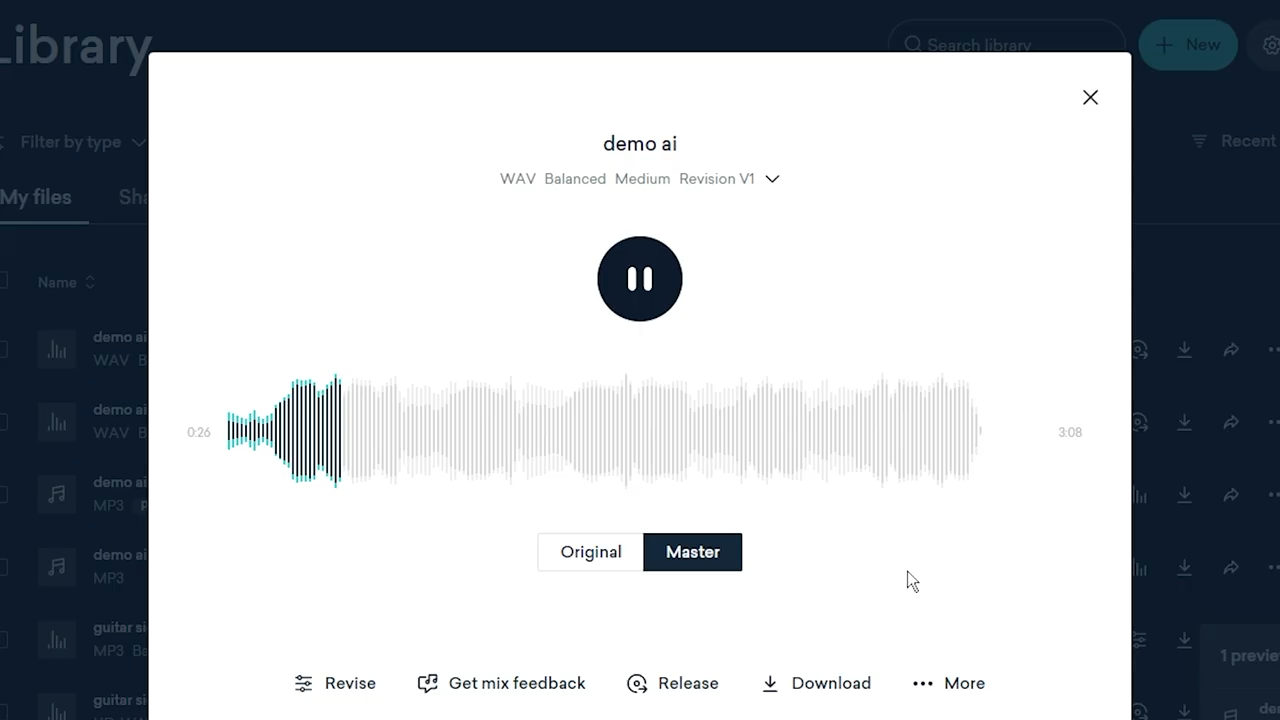 Library
Search library
New
Filter by type
Recent
My files
Name
demo ai
WAV Balanced Medium Revision V1
0:26
3:08
Original
Master
Revise
Get mix feedback
Release
Download
More
demo ai
WAV
demo ai
WAV
demo ai
MP3
demo ai
MP3
guitar
MP3
guitar
1